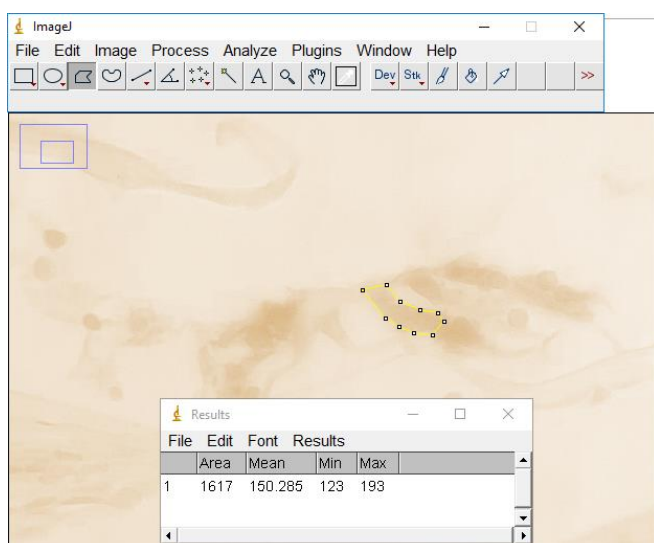 ImageJ
File Edit Image Process Analyze Plugins Window Help
A Dev Stk >>
Results
File Edit Font Results
Area Mean Min Max
1 1617 150.285 123 193